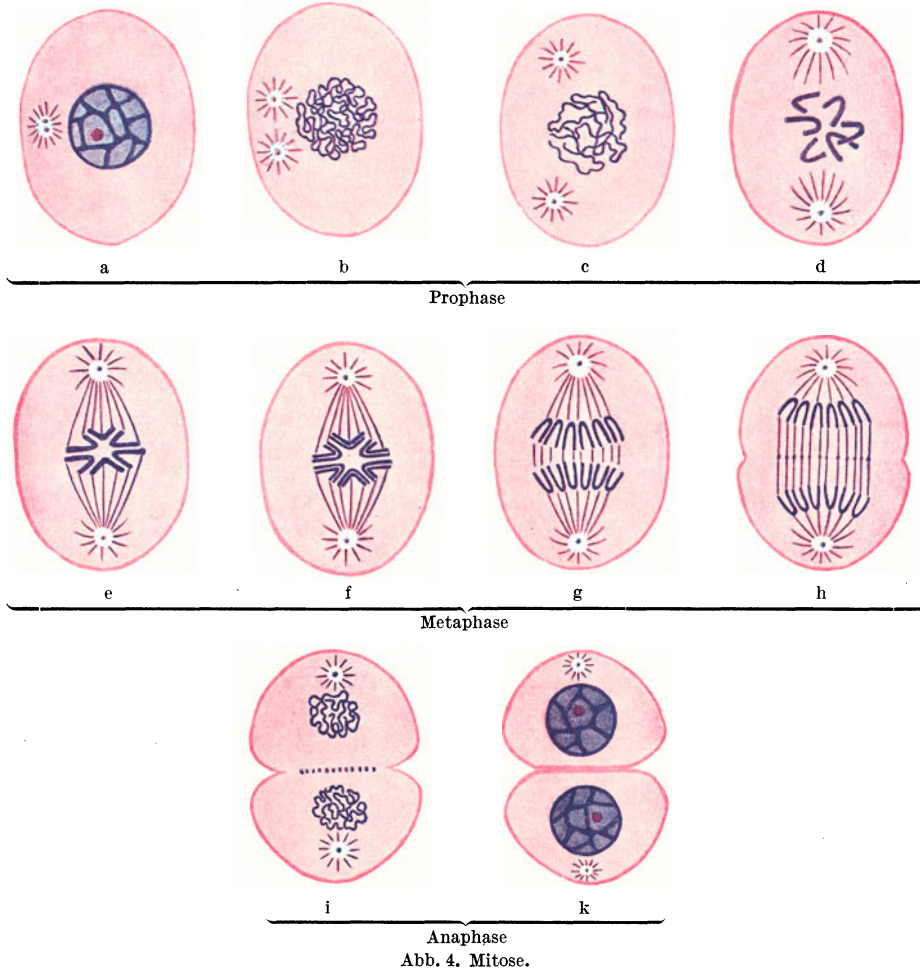 a b c d
Prophase
e f g h
Metaphase
i k
Anaphase
Abb. 4. Mitose.